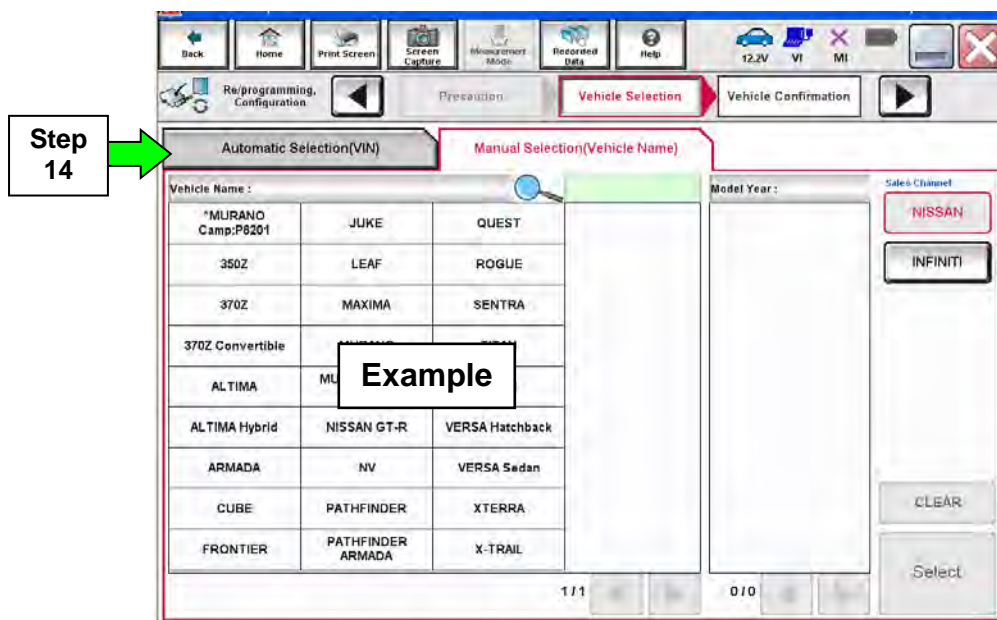 Back
Home
Print Screen
Screen
Capture
Measurement
Mode
Recorded
Data
Help
12.2V
VI
MI
Re/programming,
Configuration
Precaution
Vehicle Selection
Vehicle Confirmation
Step
14
Automatic Selection(VIN)
Manual Selection(Vehicle Name)
Vehicle Name :
Model Year :
Sales Channel
*MURANO
Camp:P6201
JUKE
QUEST
NISSAN
350Z
LEAF
ROGUE
INFINITI
370Z
MAXIMA
SENTRA
370Z Convertible
Example
ALTIMA
ALTIMA Hybrid
NISSAN GT-R
VERSA Hatchback
ARMADA
NV
VERSA Sedan
CUBE
PATHFINDER
XTERRA
CLEAR
FRONTIER
PATHFINDER
ARMADA
X-TRAIL
Select
1/1
0/0